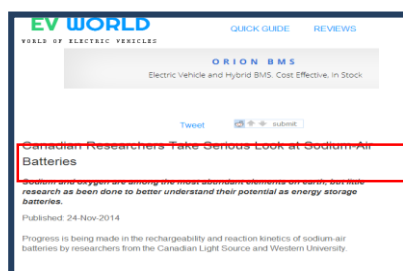 EV WORLD
QUICK GUIDE REVIEWS
WORLD OF ELECTRIC VEHICLES
ORION BMS
Electric Vehicle and Hybrid BMS. Cost Effective, in Stock
Tweet submit
Canadian Researchers Take Serious Look at Sodium-Air
Batteries
Sodium and oxygen are among the most abundant elements on earth, but little
research as been done to better understand their potential as energy storage
batteries.
Published: 24-Nov-2014
Progress is being made in the rechargeability and reaction kinetics of sodium-air
batteries by researchers from the Canadian Light Source and Western University.